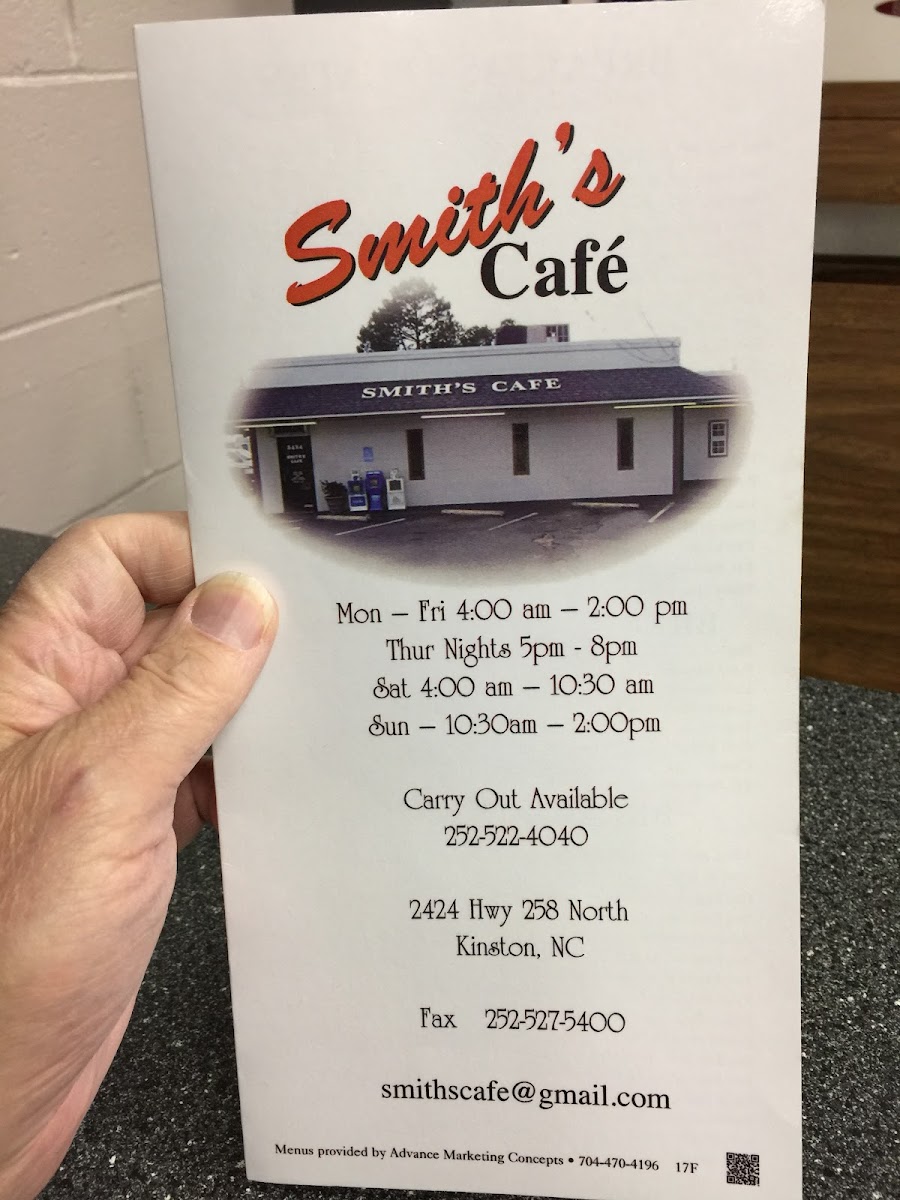 Smith's
Café
SMITH'S CAFE
2424
Mon – Fri 4:00 am – 2:00 pm
Thur Nights 5pm - 8pm
Sat 4:00 am – 10:30 am
Sun – 10:30am – 2:00pm
Carry Out Available
252-522-4040
2424 Hwy 258 North
Kinston, NC
Fax 252-527-5400
smithscafe@gmail.com
Menus provided by Advance Marketing Concepts • 704-470-4196 17F